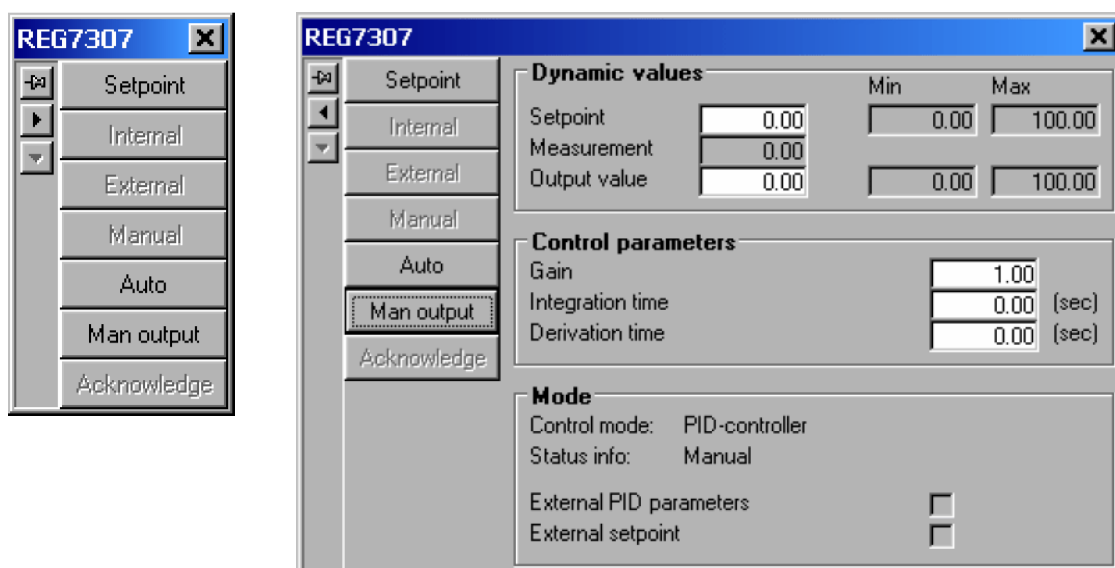 REG7307
Setpoint
Internal
External
Manual
Auto
Man output
Acknowledge
REG7307
Setpoint
Internal
External
Manual
Auto
Man output
Acknowledge
Dynamic values
Min Max
Setpoint 0.00 0.00 100.00
Measurement 0.00
Output value 0.00 0.00 100.00
Control parameters
Gain 1.00
Integration time 0.00 (sec)
Derivation time 0.00 (sec)
Mode
Control mode: PID-controller
Status info: Manual
External PID parameters
External setpoint